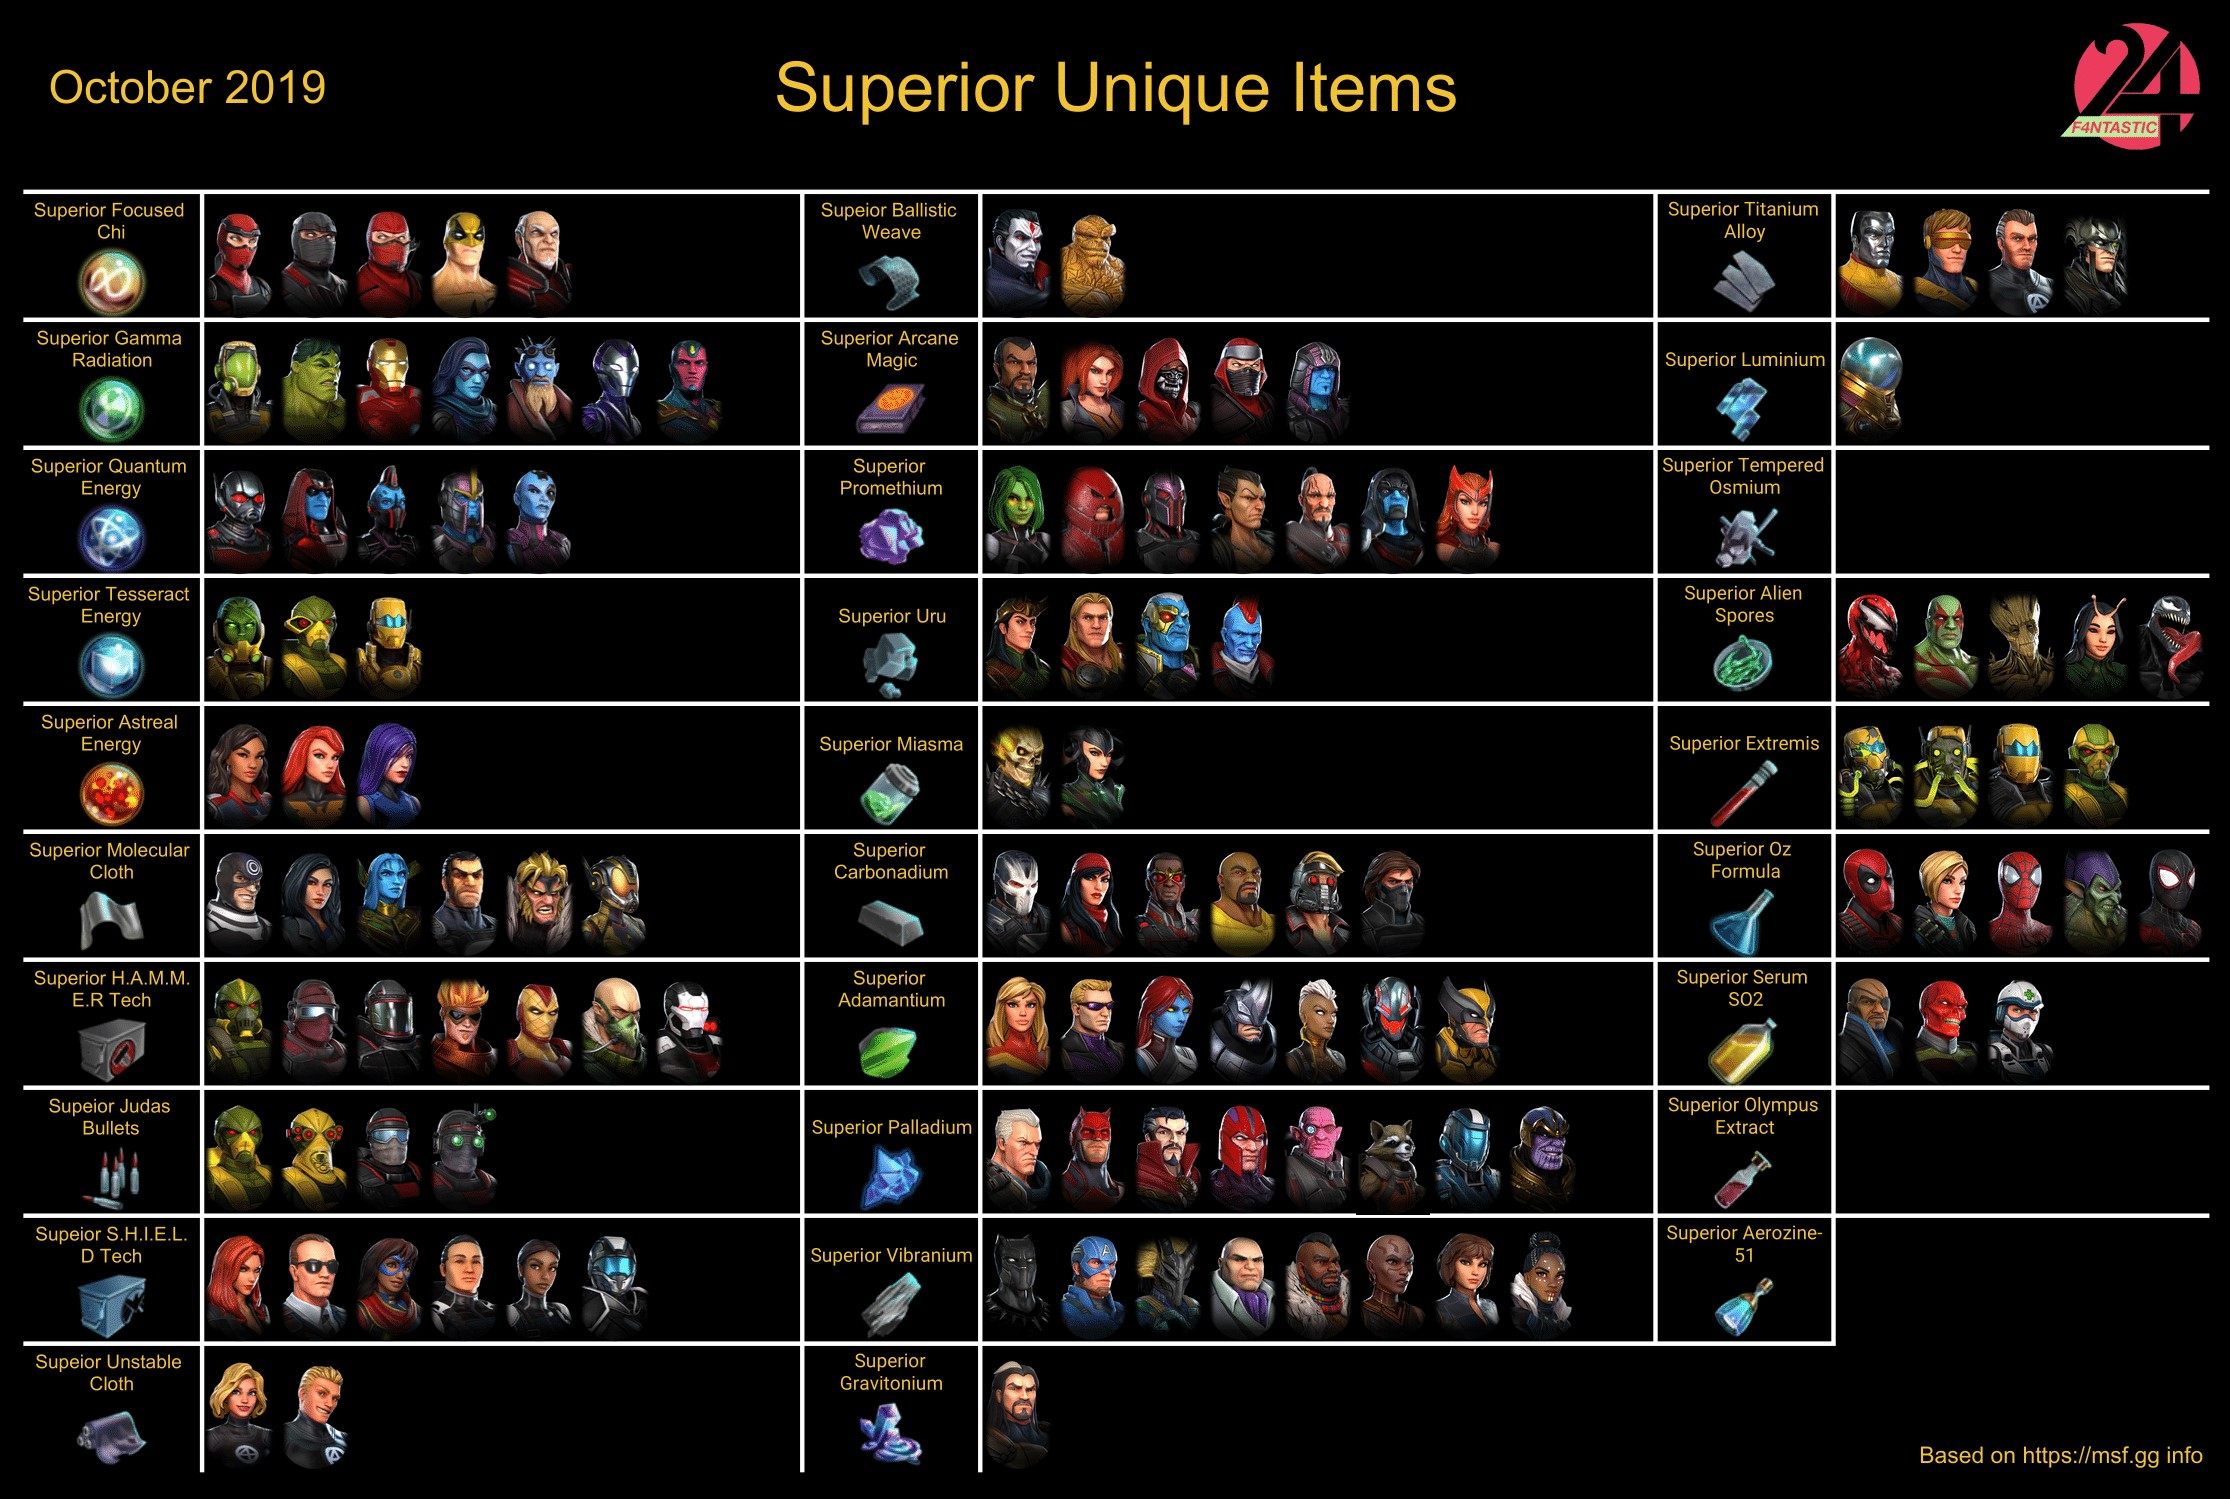 October 2019
Superior Unique Items
24
F4NTASTIC
Superior Focused
Chi
Supeior Ballistic
Weave
Superior Titanium
Alloy
Superior Gamma
Radiation
Superior Arcane
Magic
Superior Luminium
Superior Quantum
Energy
Superior
Promethium
Superior Tempered
Osmium
Superior Tesseract
Energy
Superior Uru
Superior Alien
Spores
Superior Astreal
Energy
Superior Miasma
Superior Extremis
Superior Molecular
Cloth
Superior
Carbonadium
Superior Oz
Formula
Superior H.A.M.M.
E.R Tech
Superior
Adamantium
Superior Serum
SO2
Supeior Judas
Bullets
Superior Palladium
Superior Olympus
Extract
Supeior S.H.I.E.L.
D Tech
Superior Vibranium
Superior Aerozine-
51
Supeior Unstable
Cloth
Superior
Gravitonium
Based on https://msf.gg info